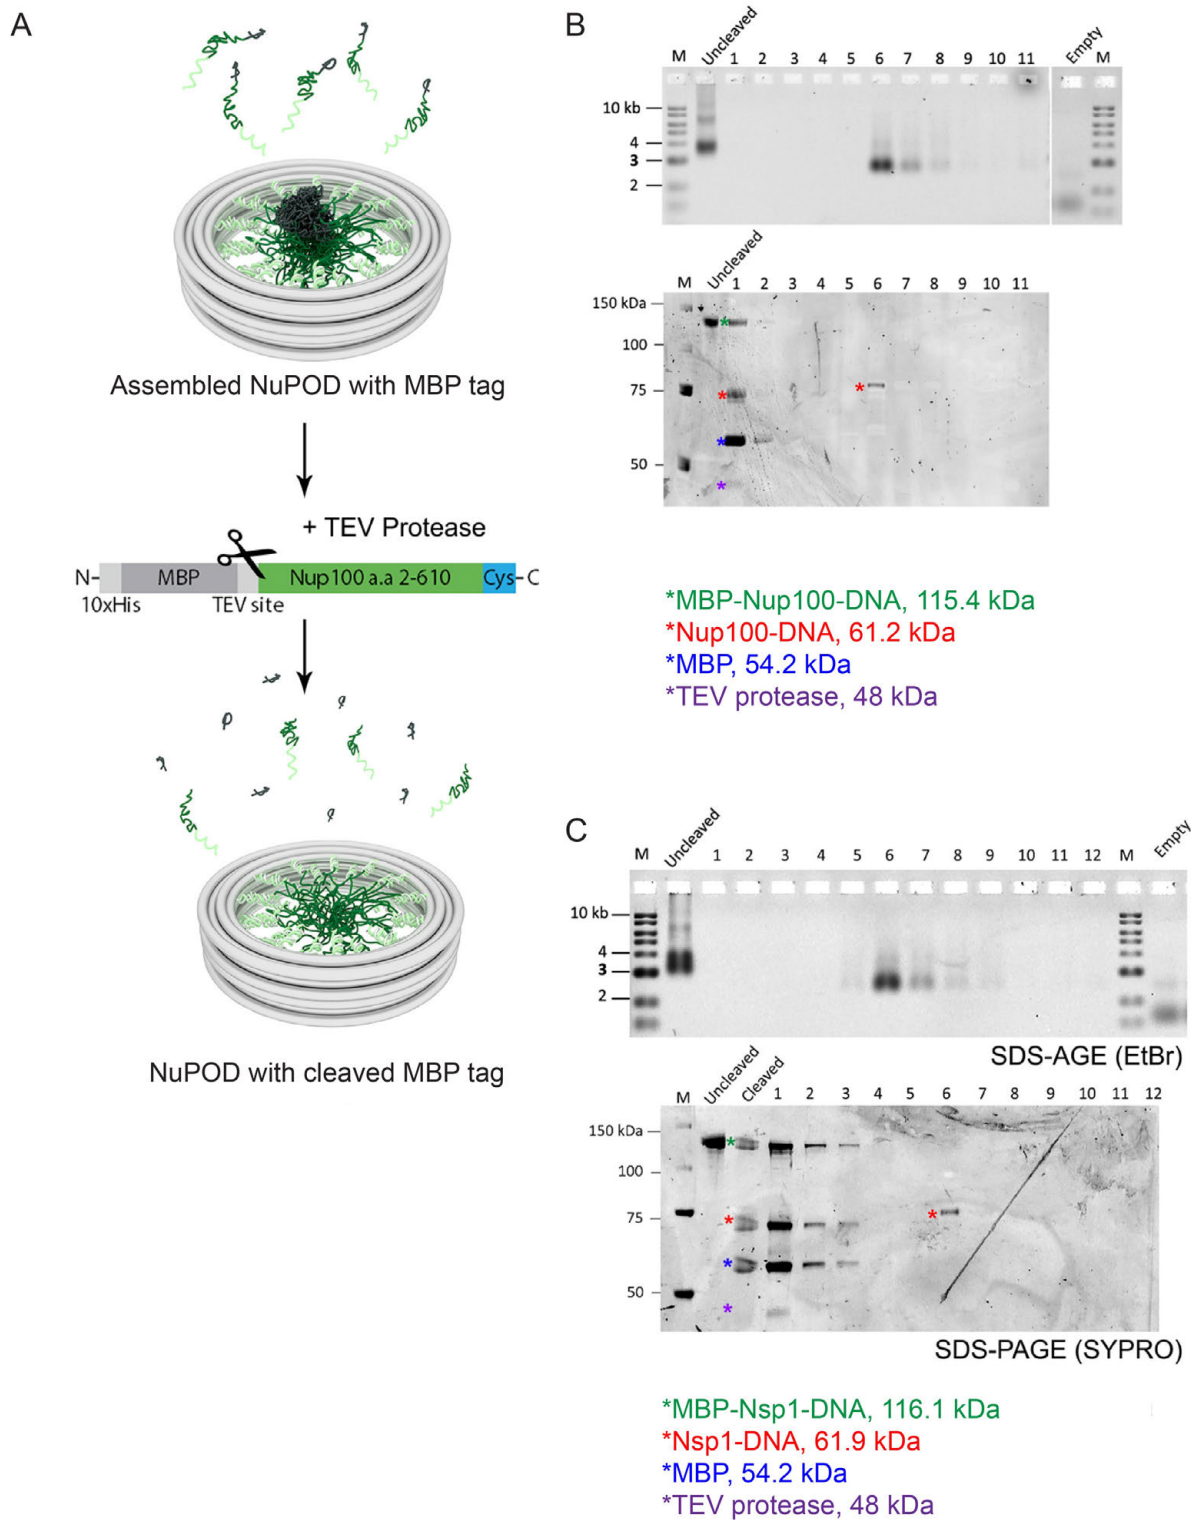 A
Assembled NuPOD with MBP tag
+ TEV Protease
N- MBP Nup100 a.a 2-610 Cys -C
10xHis TEV site
NuPOD with cleaved MBP tag
B
M Uncleaved 1 2 3 4 5 6 7 8 9 10 11 Empty M
10 kb
4
3
2
M Uncleaved 1 2 3 4 5 6 7 8 9 10 11
150 kDa
100
*
75 * *
*
50
*
*MBP-Nup100-DNA, 115.4 kDa
*Nup100-DNA, 61.2 kDa
*MBP, 54.2 kDa
*TEV protease, 48 kDa
C
M Uncleaved 1 2 3 4 5 6 7 8 9 10 11 12 M Empty
10 kb
4
3
2
SDS-AGE (EtBr)
M Uncleaved Cleaved 1 2 3 4 5 6 7 8 9 10 11 12
150 kDa *
100
75 * *
*
50
*
SDS-PAGE (SYPRO)
*MBP-Nsp1-DNA, 116.1 kDa
*Nsp1-DNA, 61.9 kDa
*MBP, 54.2 kDa
*TEV protease, 48 kDa